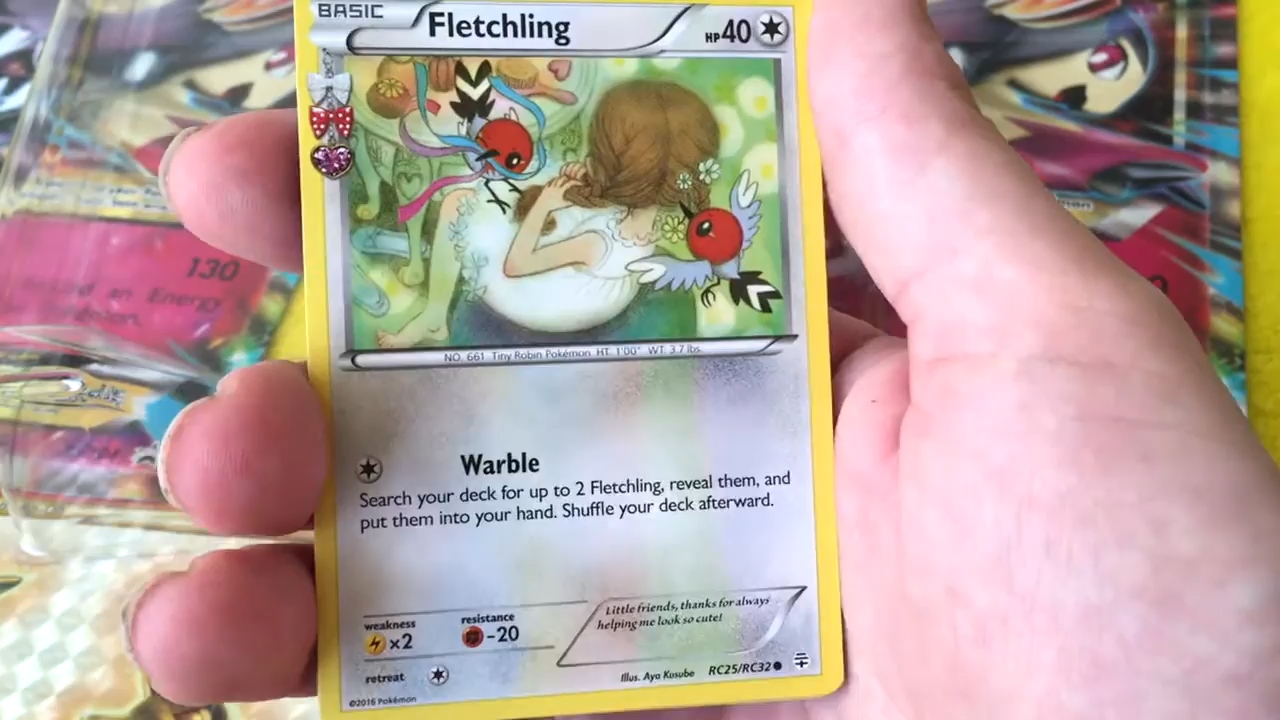 BASIC
Fletchling
HP40
NO. 661 Tiny Robin Pokémon HT. 1'00" WT. 3.7 lbs.
Warble
Search your deck for up to 2 Fletchling, reveal them, and
put them into your hand. Shuffle your deck afterward.
weakness
×2
resistance
-20
retreat
Little friends, thanks for always
helping me look so cute!
Illus. Aya Kusube
RC25/RC32
©2016 Pokémon
130
an Energy